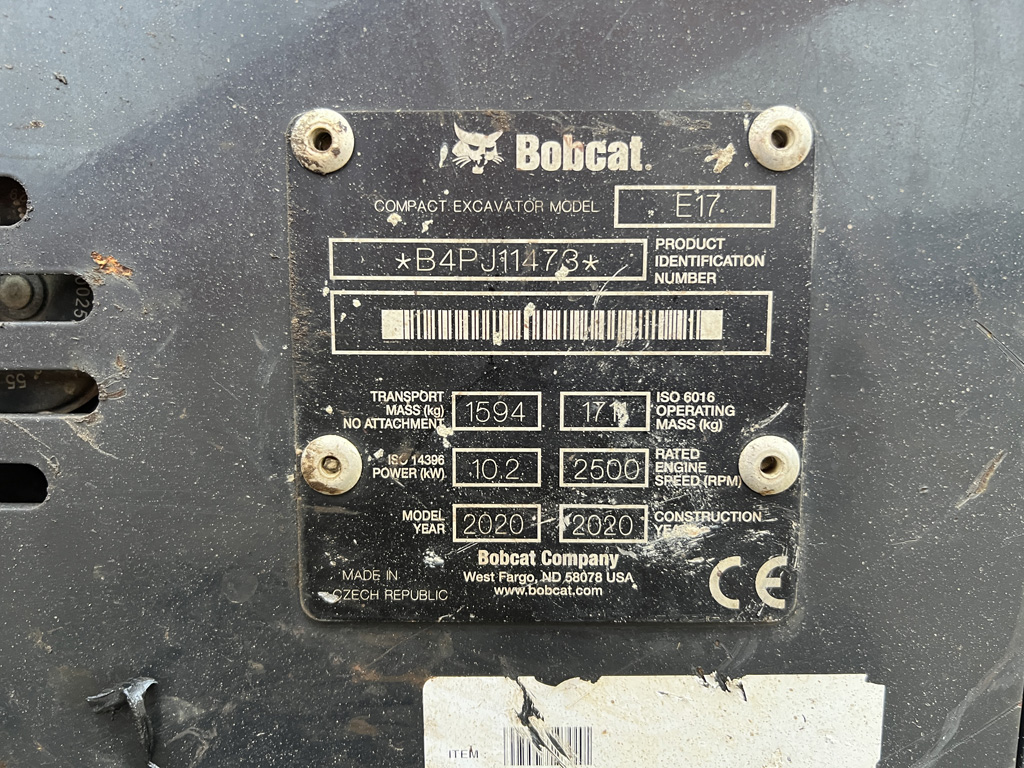 Bobcat.
COMPACT EXCAVATOR MODEL E17
*B4PJ11473*
PRODUCT
IDENTIFICATION
NUMBER
TRANSPORT
MASS (kg)
NO ATTACHMENT
1594
ISO 6016
OPERATING
MASS (kg)
ISO 14396
POWER (kW)
10.2
2500
RATED
ENGINE
SPEED (RPM)
MODEL
YEAR
2020
2020
CONSTRUCTION
YEAR
Bobcat Company
West Fargo, ND 58078 USA
www.bobcat.com
MADE IN
CZECH REPUBLIC
CE
ITEM
55